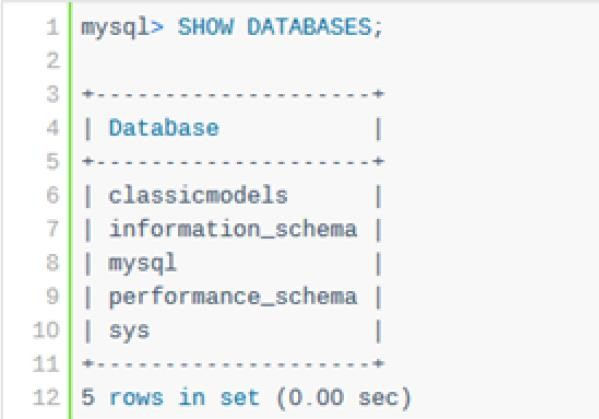 1 mysql> SHOW DATABASES;
2
3 +--------------------+
4 | Database           |
5 +--------------------+
6 | classicmodels      |
7 | information_schema |
8 | mysql              |
9 | performance_schema |
10 | sys                |
11 +--------------------+
12 5 rows in set (0.00 sec)